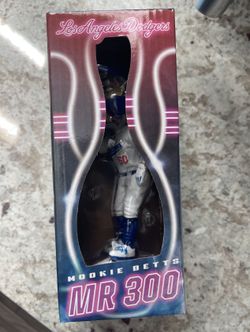 Los Angeles Dodgers
50
MOOKIE BETTS
MR 300